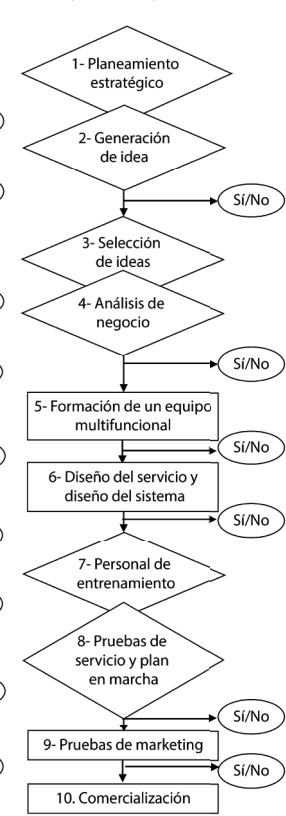 1- Planeamiento
estratégico
2- Generación
de idea
Sí/No
3- Selección
de ideas
4- Análisis de
negocio
Sí/No
5- Formación de un equipo
multifuncional
Sí/No
6- Diseño del servicio y
diseño del sistema
Sí/No
7- Personal de
entrenamiento
8- Pruebas de
servicio y plan
en marcha
Sí/No
9- Pruebas de marketing
Sí/No
10. Comercialización